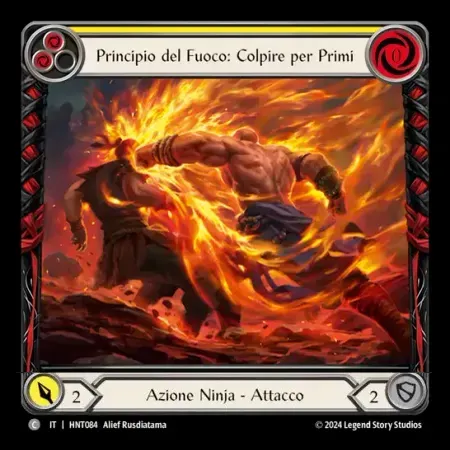 Principio del Fuoco: Colpire per Primi
0
2
Azione Ninja - Attacco
2
C IT | HNT084 Alief Rusdiatama
© 2024 Legend Story Studios